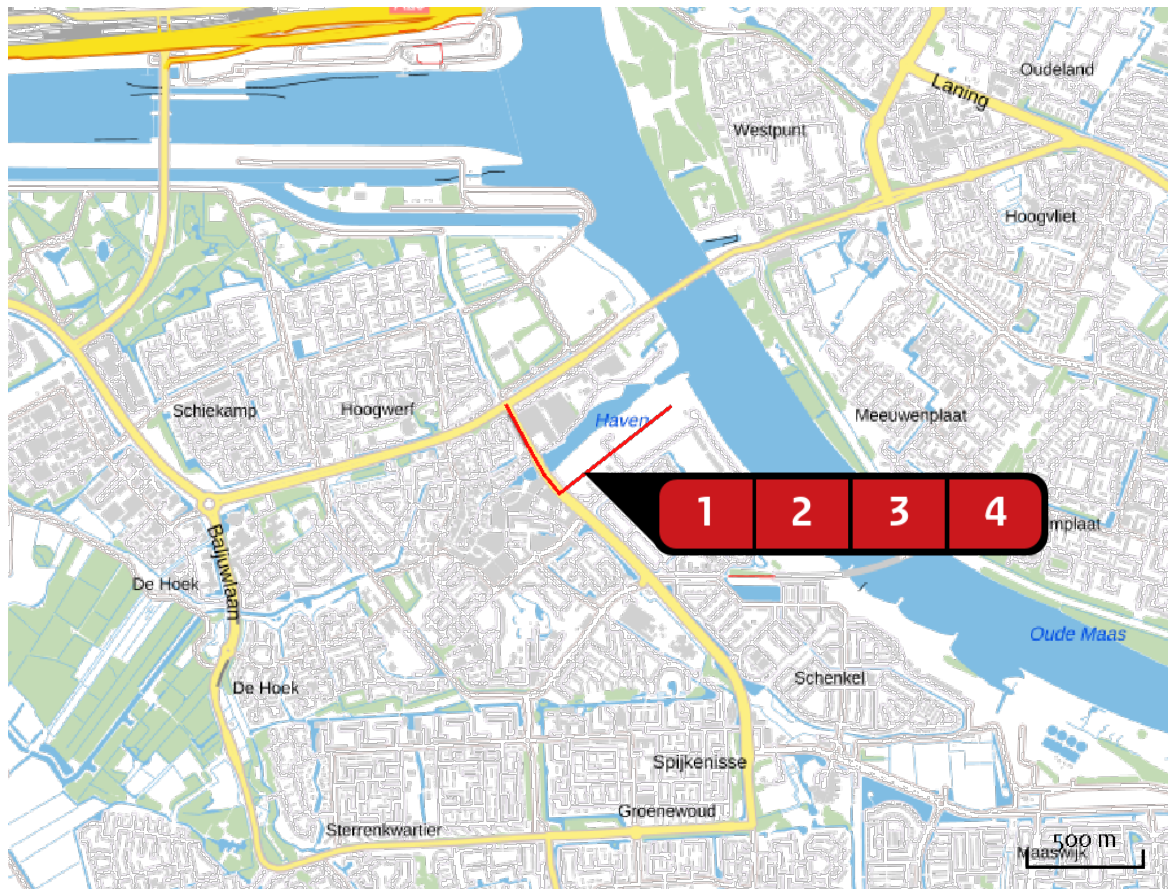 Oudeland
Laning
Westpunt
Hoogvliet
Schiekamp
Hoogwerf
Haven
Meeuwenplaat
1 2 3 4
mplaat
Baljuwlaan
De Hoek
Oude Maas
De Hoek
Schenkel
Spijkenisse
Groenewoud
Sterrenkwartier
500 m
Maaswijk